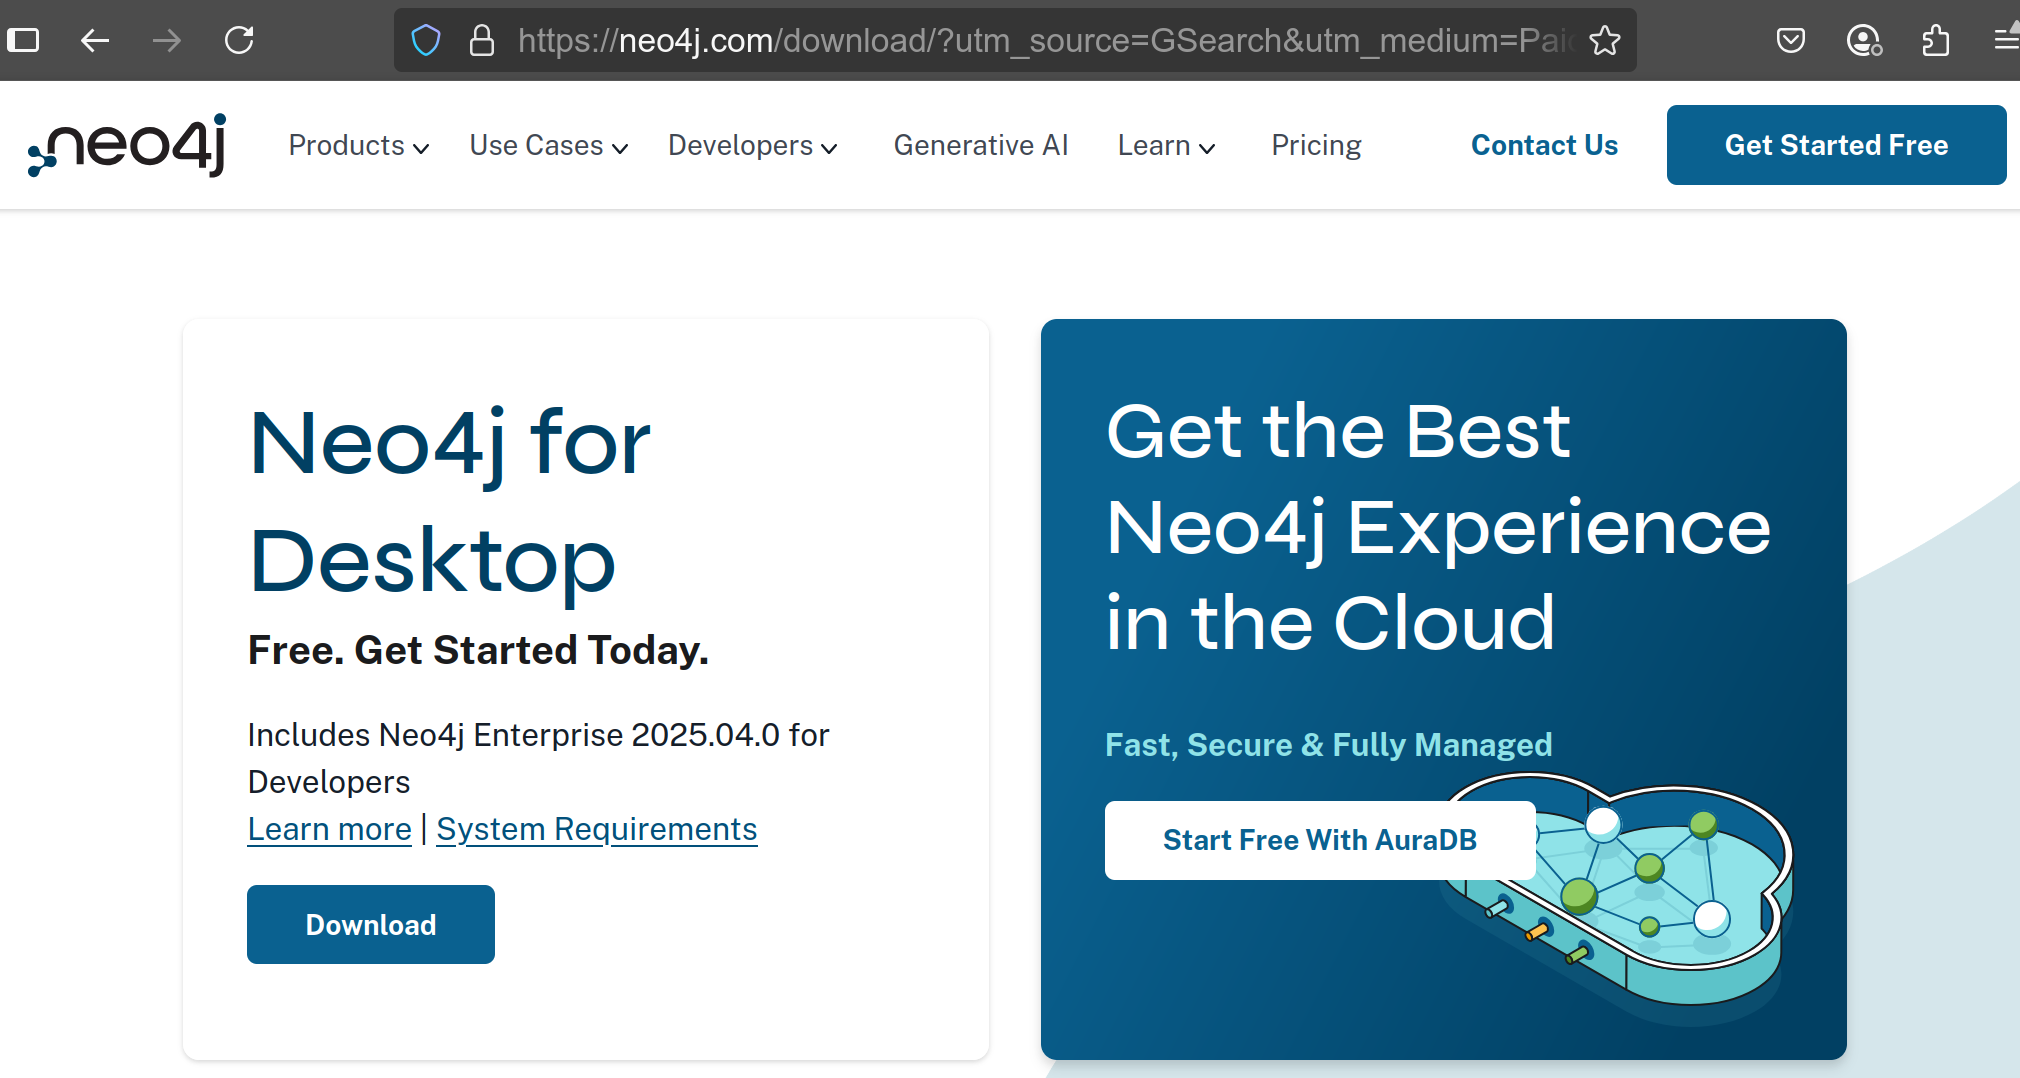 https://neo4j.com/download/?utm_source=GSearch&utm_medium=Paid
neo4j
Products
Use Cases
Developers
Generative AI
Learn
Pricing
Contact Us
Get Started Free
Neo4j for
Desktop
Free. Get Started Today.
Includes Neo4j Enterprise 2025.04.0 for
Developers
Learn more | System Requirements
Download
Get the Best
Neo4j Experience
in the Cloud
Fast, Secure & Fully Managed
Start Free With AuraDB